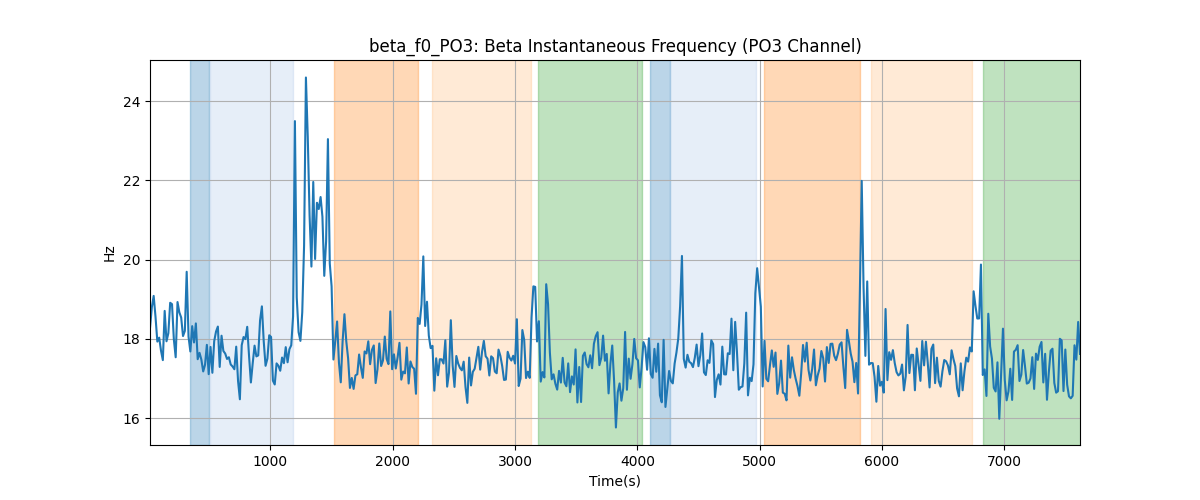 beta_f0_PO3: Beta Instantaneous Frequency (PO3 Channel)
24
22
20
18
16
Hz
1000 2000 3000 4000 5000 6000 7000
Time(s)